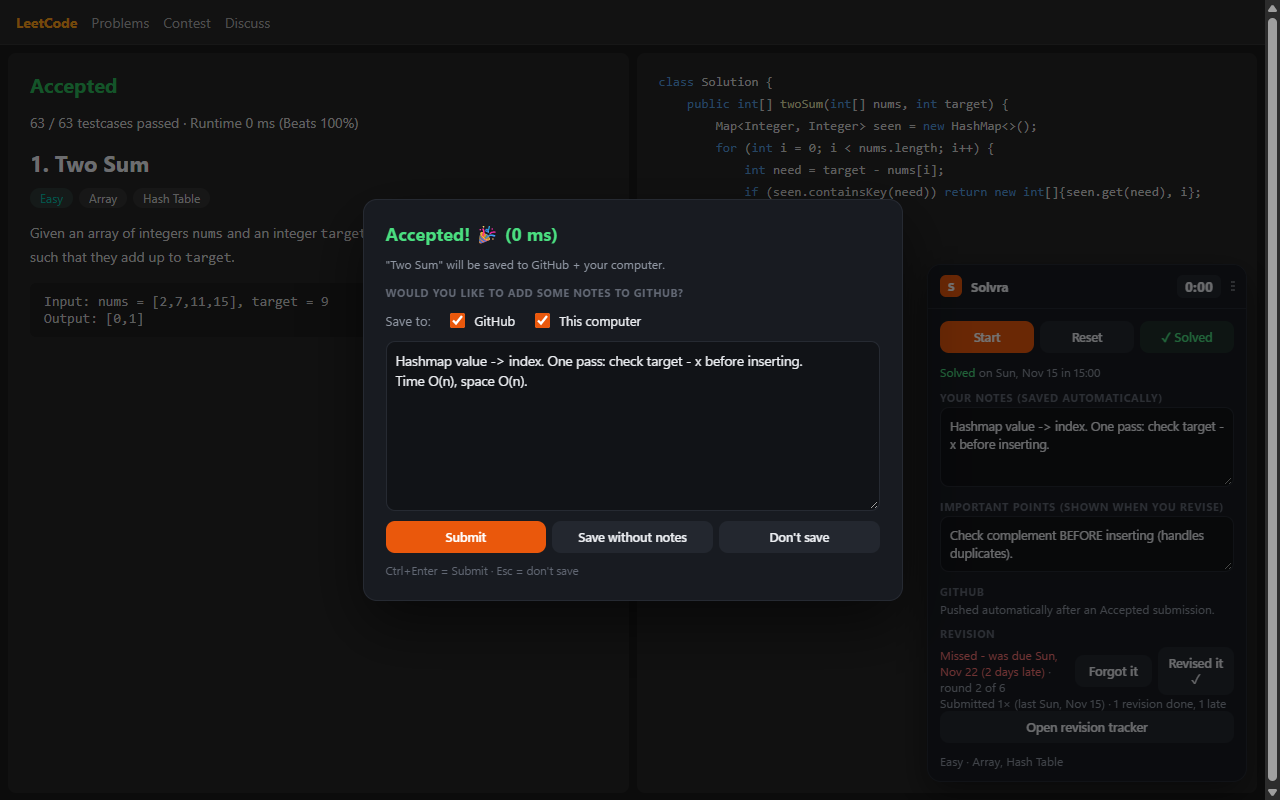 LeetCode Problems Contest Discuss
Accepted
63 / 63 testcases passed · Runtime 0 ms (Beats 100%)
1. Two Sum
Easy Array Hash Table
Given an array of integers nums and an integer target
such that they add up to target.
Input: nums = [2,7,11,15], target = 9
Output: [0,1]
class Solution {
public int[] twoSum(int[] nums, int target) {
Map<Integer, Integer> seen = new HashMap<>();
for (int i = 0; i < nums.length; i++) {
int need = target - nums[i];
if (seen.containsKey(need)) return new int[]{seen.get(need), i};
Accepted! 🎉 (0 ms)
"Two Sum" will be saved to GitHub + your computer.
WOULD YOU LIKE TO ADD SOME NOTES TO GITHUB?
Save to: GitHub This computer
Hashmap value -> index. One pass: check target - x before inserting.
Time O(n), space O(n).
Submit Save without notes Don't save
Ctrl+Enter = Submit · Esc = don't save
S Solvra 0:00
Start Reset ✓ Solved
Solved on Sun, Nov 15 in 15:00
YOUR NOTES (SAVED AUTOMATICALLY)
Hashmap value -> index. One pass: check target -
x before inserting.
IMPORTANT POINTS (SHOWN WHEN YOU REVISE)
Check complement BEFORE inserting (handles
duplicates).
GITHUB
Pushed automatically after an Accepted submission.
REVISION
Missed - was due Sun,
Nov 22 (2 days late) ·
round 2 of 6
Forgot it
Revised it
✓
Submitted 1× (last Sun, Nov 15) · 1 revision done, 1 late
Open revision tracker
Easy · Array, Hash Table